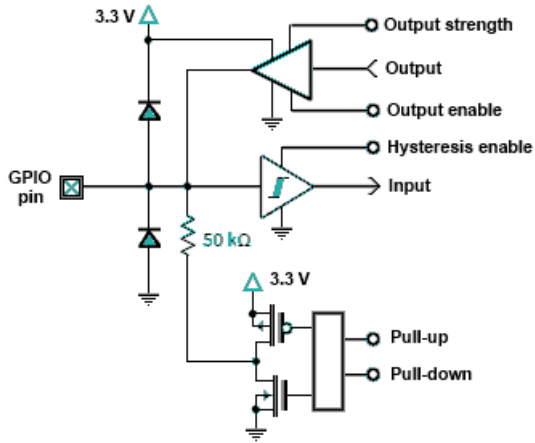 3.3 V
Output strength
Output
Output enable
Hysteresis enable
GPIO
pin
Input
50 kΩ
3.3 V
Pull-up
Pull-down